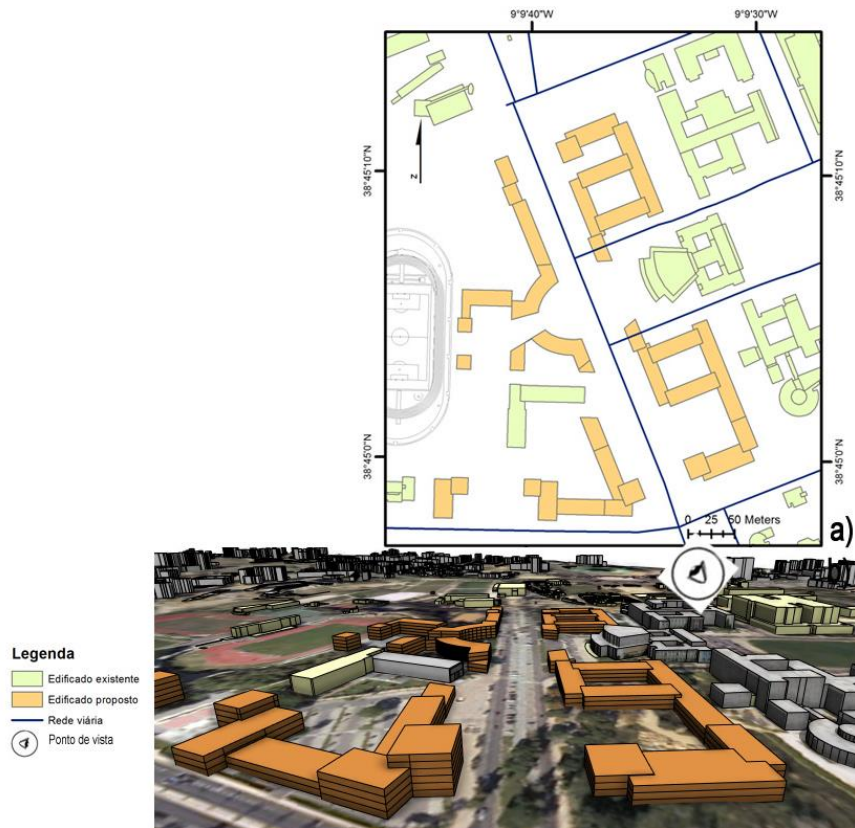 9°9'40"W
9°9'30"W
38°45'10"N
38°45'10"N
z
38°45'0"N
38°45'0"N
0 25 50 Meters
a)
Legenda
Edificado existente
Edificado proposto
Rede viária
Ponto de vista